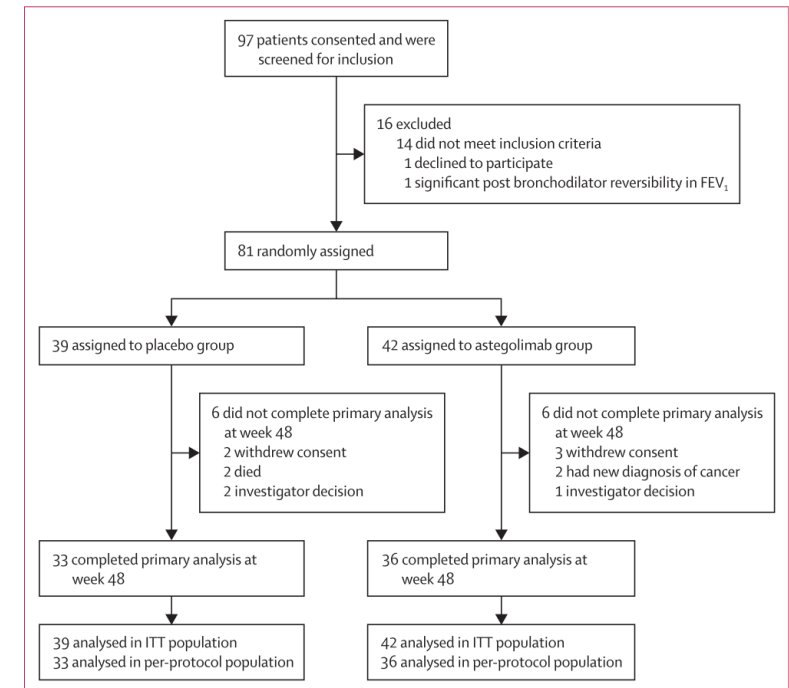 97 patients consented and were
screened for inclusion
16 excluded
14 did not meet inclusion criteria
1 declined to participate
1 significant post bronchodilator reversibility in FEV₁
81 randomly assigned
39 assigned to placebo group
42 assigned to astegolimab group
6 did not complete primary analysis
at week 48
2 withdrew consent
2 died
2 investigator decision
6 did not complete primary analysis
at week 48
3 withdrew consent
2 had new diagnosis of cancer
1 investigator decision
33 completed primary analysis at
week 48
36 completed primary analysis at
week 48
39 analysed in ITT population
33 analysed in per-protocol population
42 analysed in ITT population
36 analysed in per-protocol population